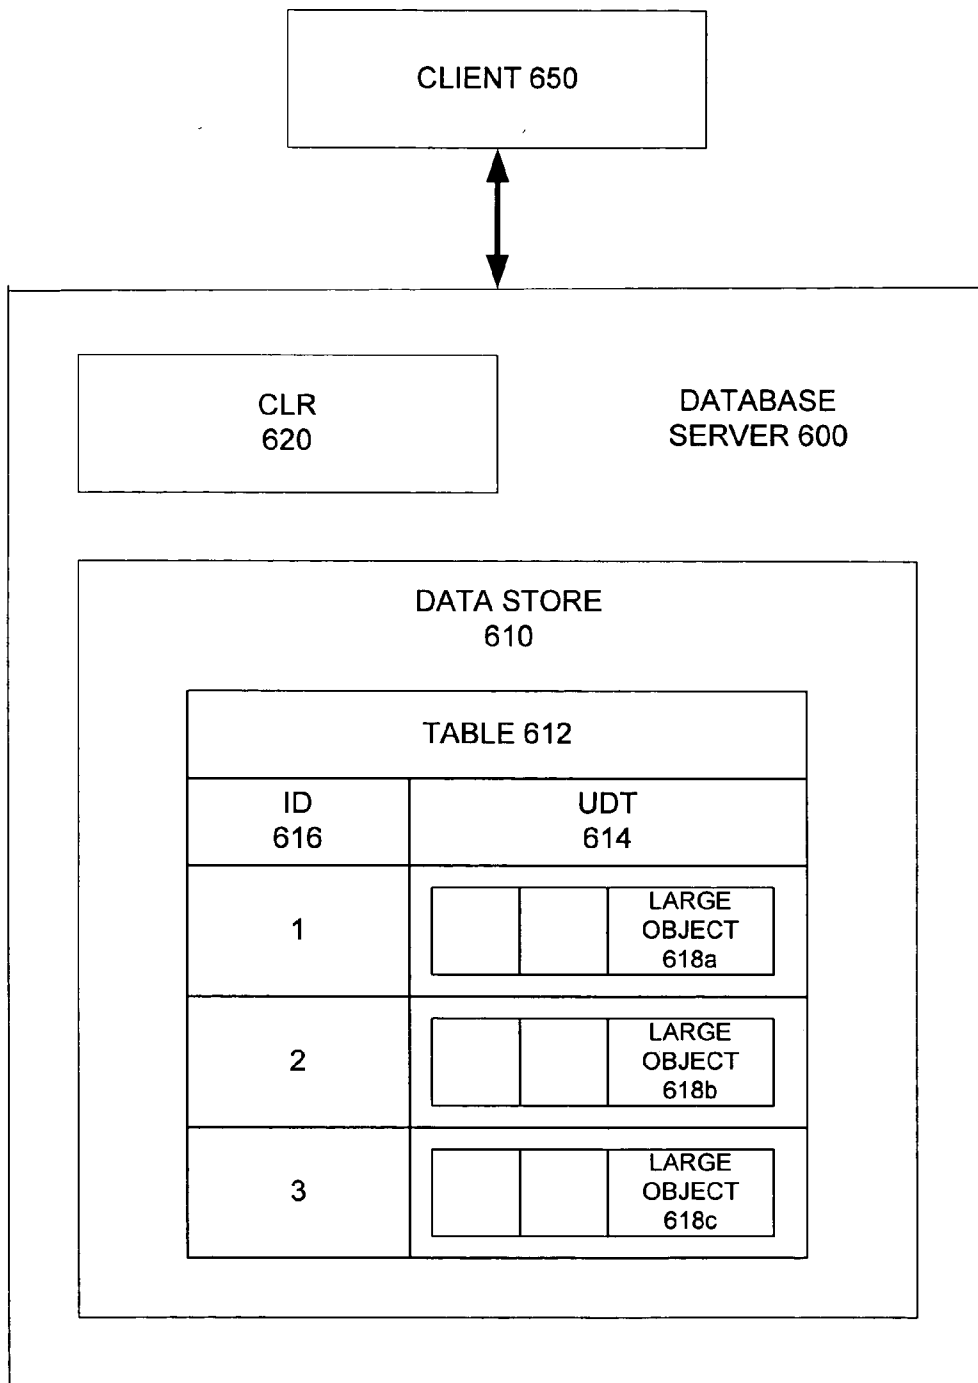 CLIENT 650
CLR
620
DATABASE
SERVER 600
DATA STORE
610
TABLE 612
ID
616
UDT
614
1
LARGE
OBJECT
618a
2
LARGE
OBJECT
618b
3
LARGE
OBJECT
618c